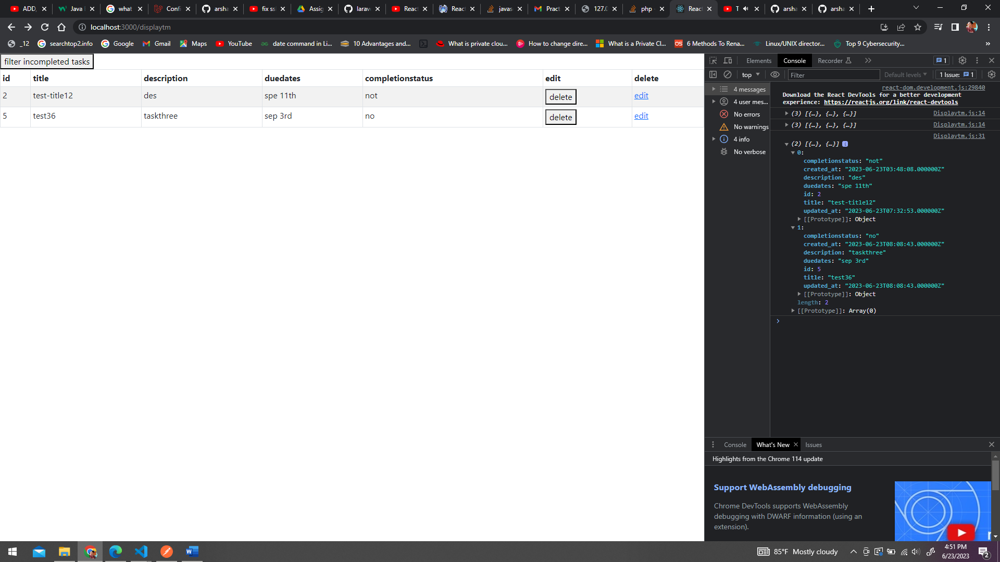 ADD,
Java
what
Confi
arsha
fix ssl
Assig
larav
React
React
javas
Pract
127.0
php -
React
T
arsha
arsha
localhost:3000/displaytm
_12
searchtop2.info
Google
Gmail
Maps
YouTube
date command in Li...
10 Advantages and...
What is private clou...
How to change dire...
What is a Private Cl...
6 Methods To Rena...
Linux/UNIX director...
Top 9 Cybersecurity...
»
filter incompleted tasks
id title description duedates completionstatus edit delete
2 test-title12 des spe 11th not delete edit
5 test36 taskthree sep 3rd no delete edit
Elements Console Recorder 1
top Filter Default levels 1 Issue: 1
4 messages
4 user mes...
No errors
No warnings
4 info
No verbose
react-dom.development.js:29840
Download the React DevTools for a better development
experience: https://reactjs.org/link/react-devtools
(3) [{…}, {…}, {…}] Displaytm.js:14
(3) [{…}, {…}, {…}] Displaytm.js:14
Displaytm.js:31
(2) [{…}, {…}] i
0:
completionstatus: "not"
created_at: "2023-06-23T03:48:08.000000Z"
description: "des"
duedates: "spe 11th"
id: 2
title: "test-title12"
updated_at: "2023-06-23T07:32:53.000000Z"
[[Prototype]]: Object
1:
completionstatus: "no"
created_at: "2023-06-23T08:08:43.000000Z"
description: "taskthree"
duedates: "sep 3rd"
id: 5
title: "test36"
updated_at: "2023-06-23T08:08:43.000000Z"
[[Prototype]]: Object
length: 2
[[Prototype]]: Array(0)
Console What's New Issues
Highlights from the Chrome 114 update
Support WebAssembly debugging
Chrome DevTools supports WebAssembly
debugging with DWARF information (using an
extension).
85°F Mostly cloudy
4:51 PM
6/23/2023
2